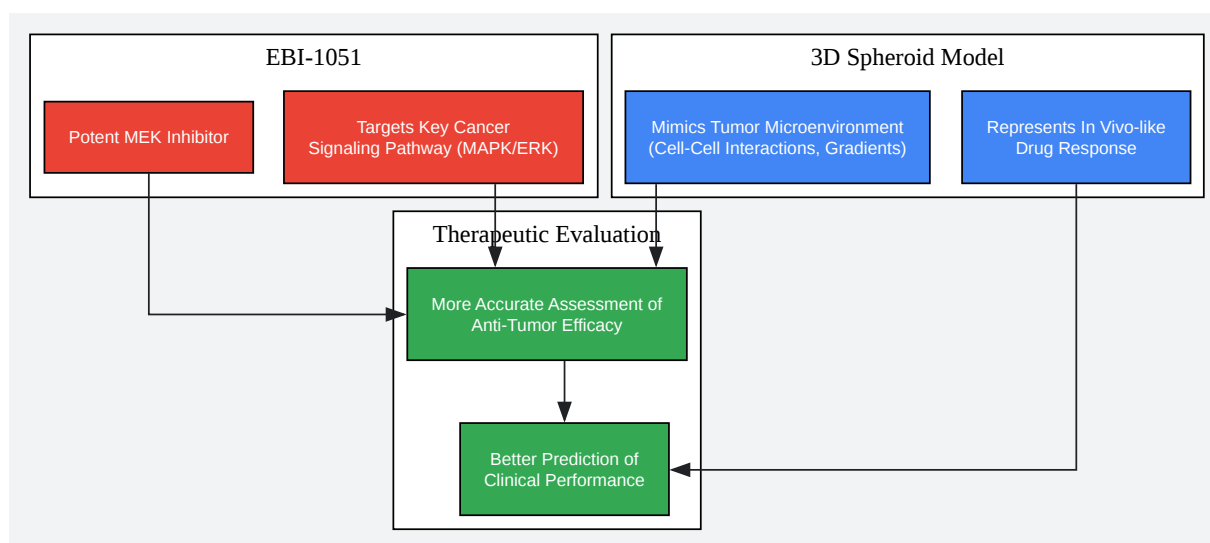 EBI-1051
Potent MEK Inhibitor
Targets Key Cancer
Signaling Pathway (MAPK/ERK)
3D Spheroid Model
Mimics Tumor Microenvironment
(Cell-Cell Interactions, Gradients)
Represents In Vivo-like
Drug Response
Therapeutic Evaluation
More Accurate Assessment of
Anti-Tumor Efficacy
Better Prediction of
Clinical Performance